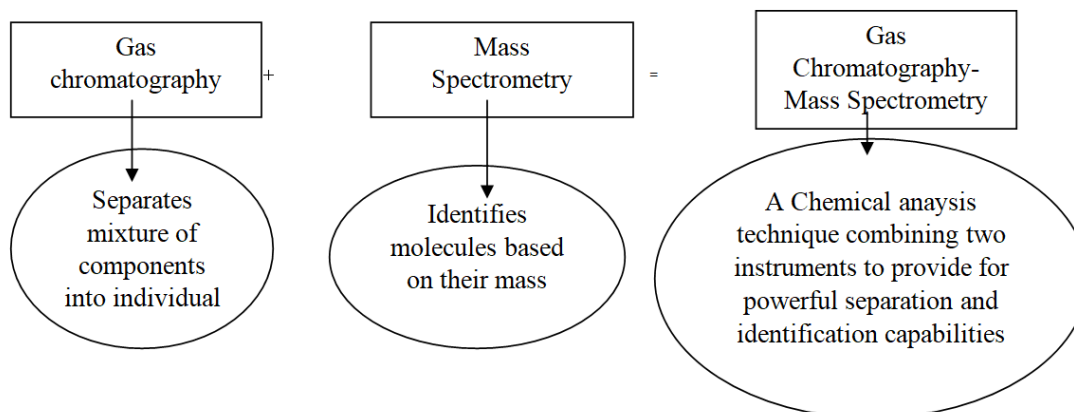 Gas
chromatography
+
Mass
Spectrometry
=
Gas
Chromatography-
Mass Spectrometry
Separates
mixture of
components
into individual
Identifies
molecules based
on their mass
A Chemical anaysis
technique combining two
instruments to provide for
powerful separation and
identification capabilities